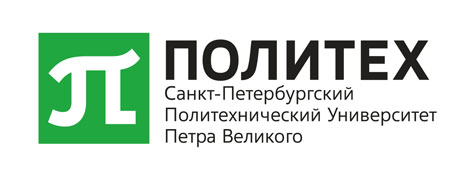 П
ПОЛИТЕХ
Санкт-Петербургский
Политехнический Университет
Петра Великого